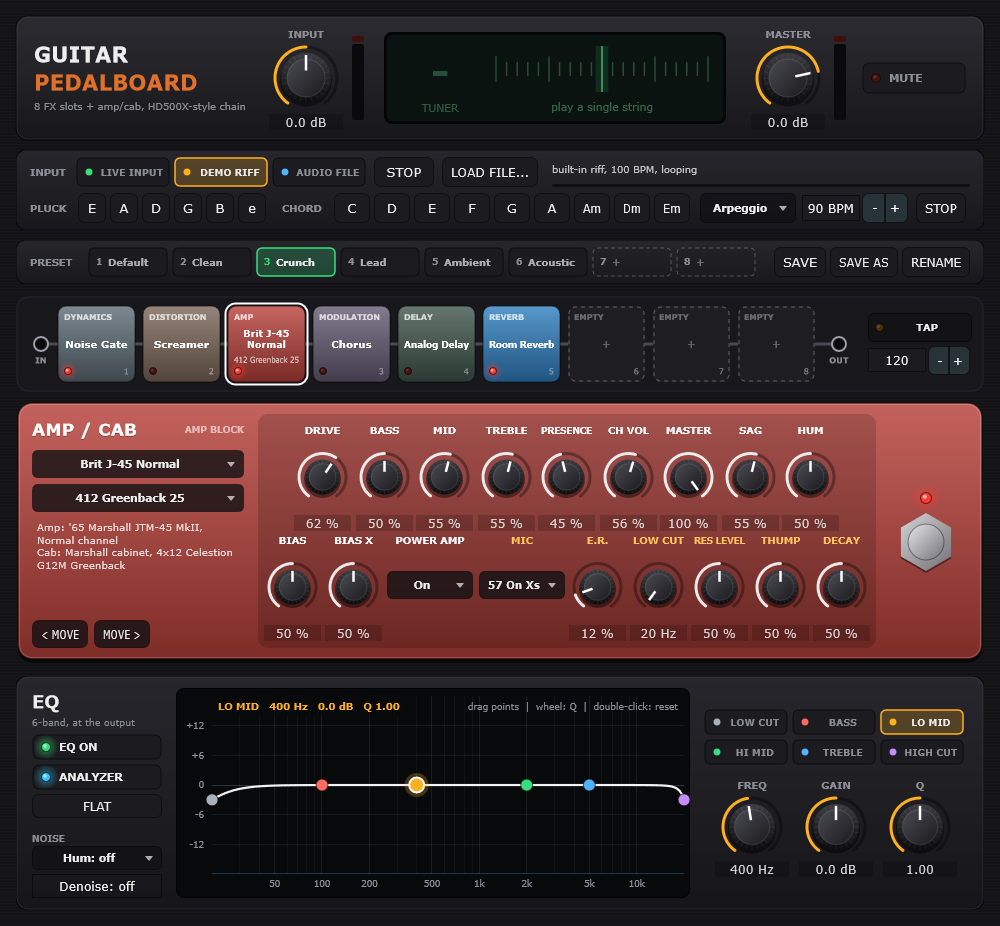 GUITAR
PEDALBOARD
8 FX slots + amp/cab, HD500X-style chain
INPUT
0.0 dB
TUNER
play a single string
MASTER
0.0 dB
MUTE
INPUT LIVE INPUT DEMO RIFF AUDIO FILE STOP LOAD FILE... built-in riff, 100 BPM, looping
PLUCK E A D G B e CHORD C D E F G A Am Dm Em Arpeggio 90 BPM - + STOP
PRESET 1 Default 2 Clean 3 Crunch 4 Lead 5 Ambient 6 Acoustic 7 + 8 + SAVE SAVE AS RENAME
IN
DYNAMICS
Noise Gate
1
DISTORTION
Screamer
2
AMP
Brit J-45
Normal
412 Greenback 25
MODULATION
Chorus
3
DELAY
Analog Delay
4
REVERB
Room Reverb
5
EMPTY
+
6
EMPTY
+
7
EMPTY
+
8
OUT
TAP
120 - +
AMP / CAB AMP BLOCK
Brit J-45 Normal
412 Greenback 25
Amp: '65 Marshall JTM-45 MkII,
Normal channel
Cab: Marshall cabinet, 4x12 Celestion
G12M Greenback
< MOVE MOVE >
DRIVE BASS MID TREBLE PRESENCE CH VOL MASTER SAG HUM
62 % 50 % 55 % 55 % 45 % 56 % 100 % 55 % 50 %
BIAS BIAS X POWER AMP MIC E.R. LOW CUT RES LEVEL THUMP DECAY
On 57 On Xs
50 % 50 % 12 % 20 Hz 50 % 50 % 50 %
EQ
6-band, at the output
EQ ON
ANALYZER
FLAT
NOISE
Hum: off
Denoise: off
LO MID 400 Hz 0.0 dB Q 1.00 drag points | wheel: Q | double-click: reset
+12
+6
0
-6
-12
50 100 200 500 1k 2k 5k 10k
LOW CUT BASS LO MID
HI MID TREBLE HIGH CUT
FREQ GAIN Q
400 Hz 0.0 dB 1.00